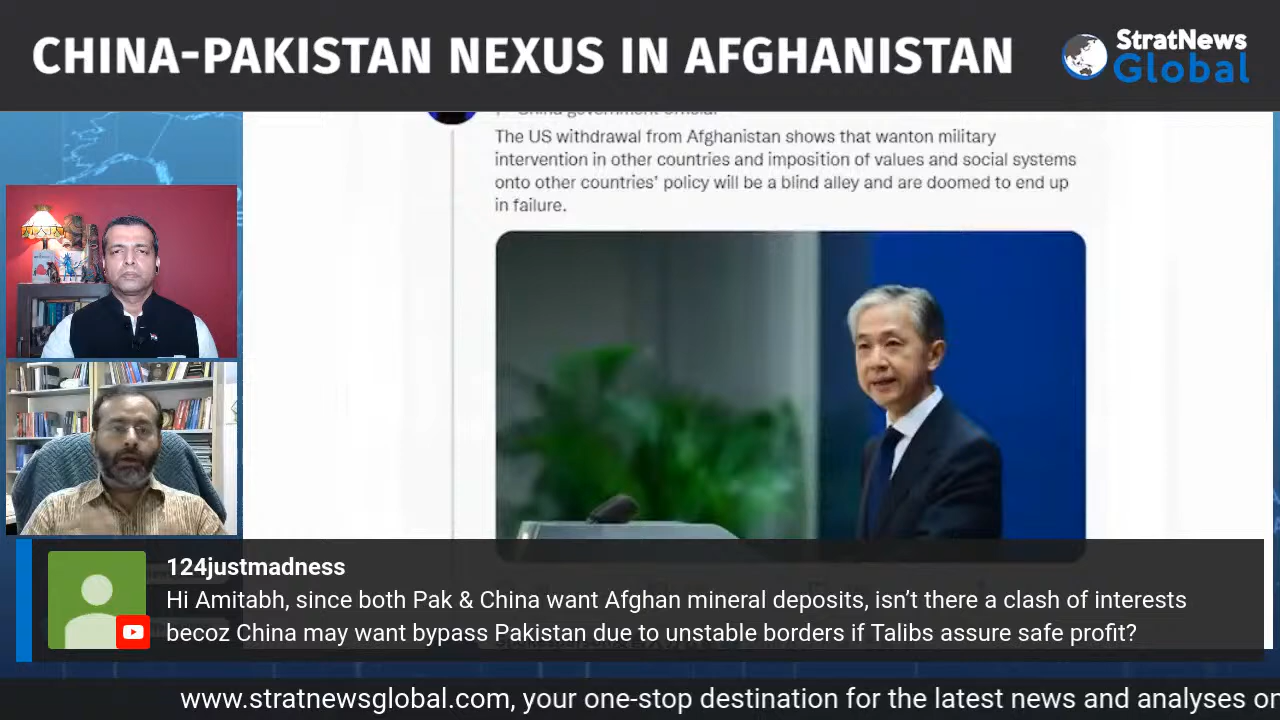 CHINA-PAKISTAN NEXUS IN AFGHANISTAN
StratNews
Global
China government official
The US withdrawal from Afghanistan shows that wanton military
intervention in other countries and imposition of values and social systems
onto other countries' policy will be a blind alley and are doomed to end up
in failure.
124justmadness
Hi Amitabh, since both Pak & China want Afghan mineral deposits, isn't there a clash of interests
becoz China may want bypass Pakistan due to unstable borders if Talibs assure safe profit?
www.stratnewsglobal.com, your one-stop destination for the latest news and analyses on